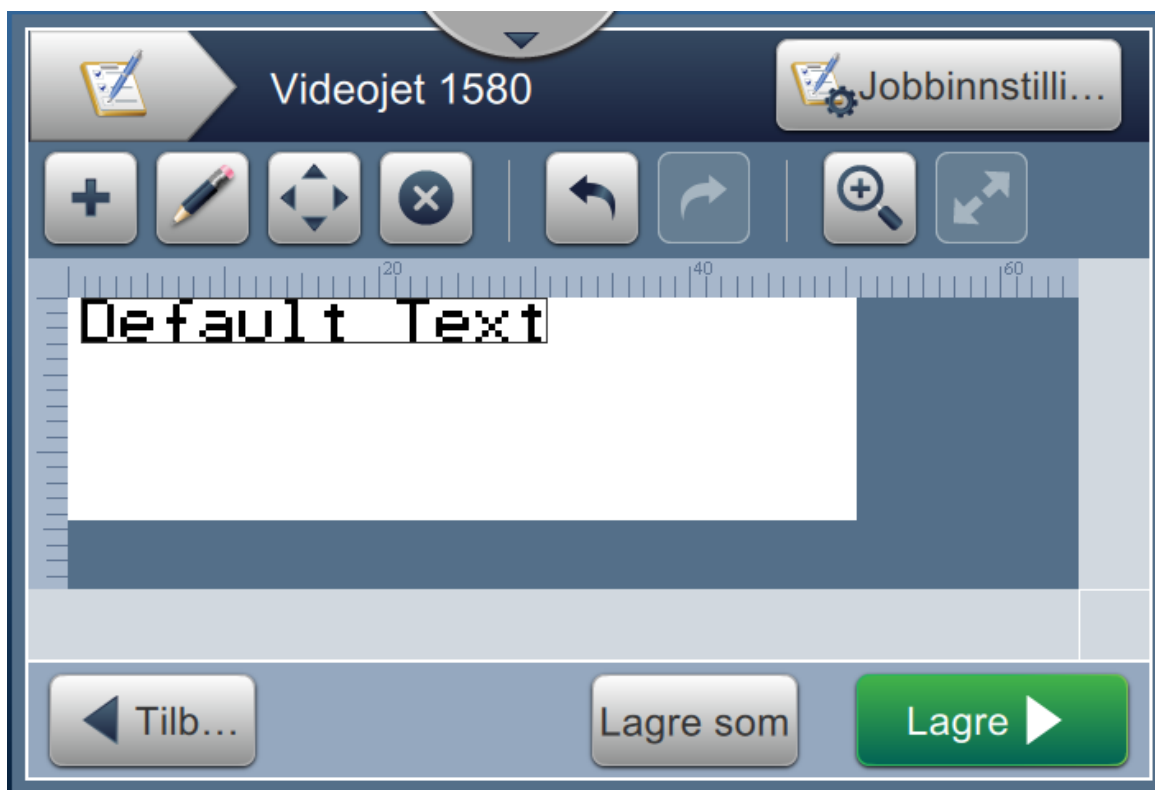 Videojet 1580
Jobbinnstilli...
20 40 60
Default Text
Tilb...
Lagre som
Lagre